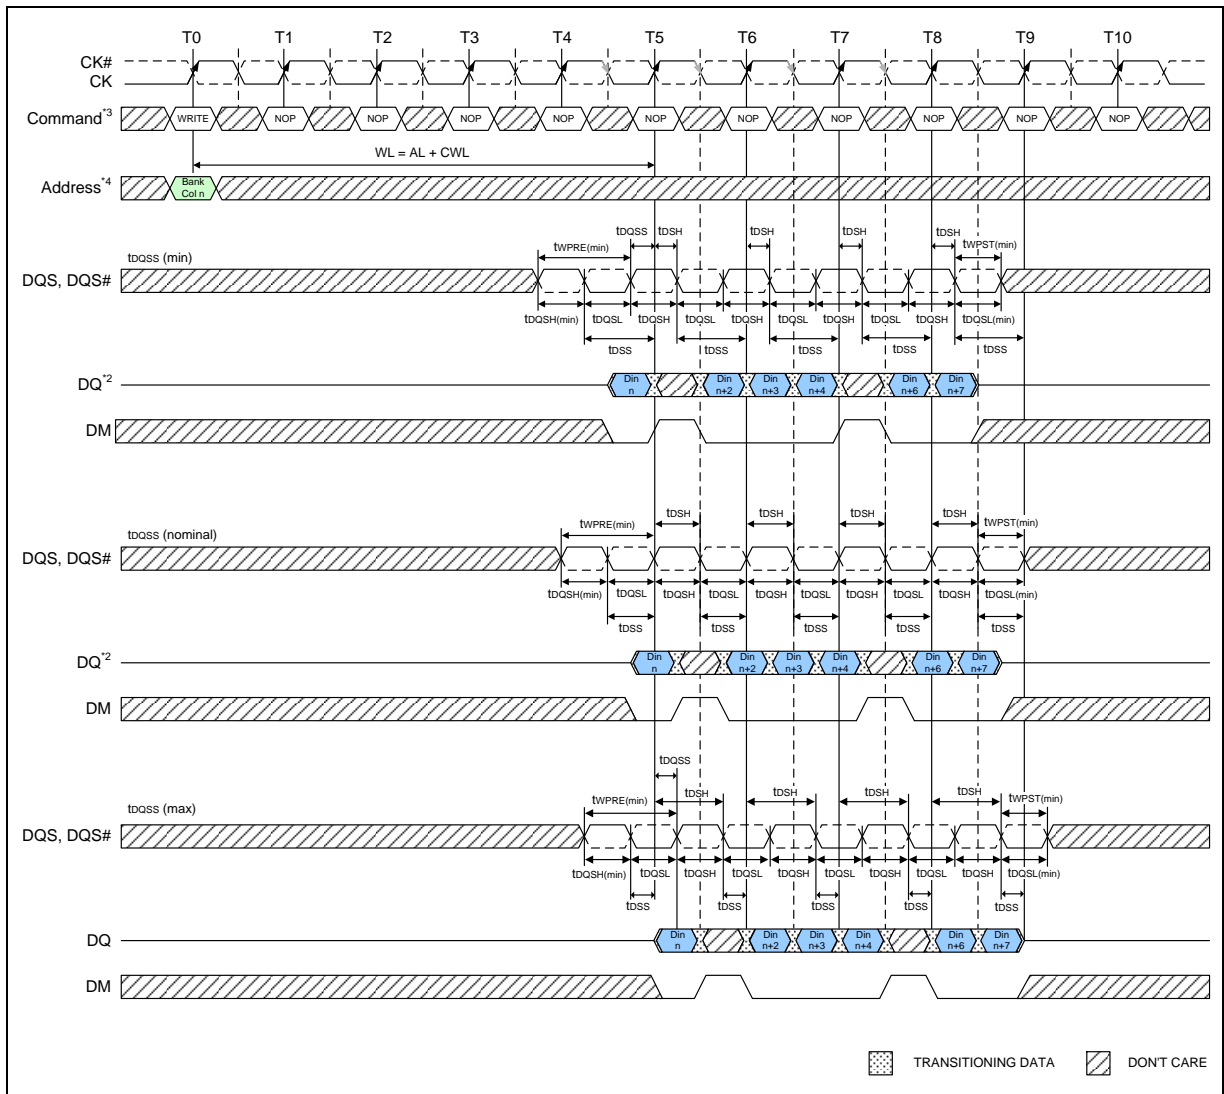 T0 T1 T2 T3 T4 T5 T6 T7 T8 T9 T10
CK#
CK
Command*3 WRITE NOP NOP NOP NOP NOP NOP NOP NOP NOP NOP
WL = AL + CWL
Address*4 Bank Col n
tDQSS tDSH tDSH tDSH tDSH
tDQSS (min) tWPRE(min) tWPST(min)
DQS, DQS#
tDQSH(min) tDQSL tDQSH tDQSL tDQSH tDQSL tDQSH tDQSL tDQSH tDQSL(min)
tDSS tDSS tDSS tDSS tDSS
DQ*2 Din n Din n+2 Din n+3 Din n+4 Din n+6 Din n+7
DM
tDSH tDSH tDSH tDSH
tDQSS (nominal) tWPRE(min) tWPST(min)
DQS, DQS#
tDQSH(min) tDQSL tDQSH tDQSL tDQSH tDQSL tDQSH tDQSL tDQSH tDQSL(min)
tDSS tDSS tDSS tDSS tDSS
DQ*2 Din n Din n+2 Din n+3 Din n+4 Din n+6 Din n+7
DM
tDQSS
tDQSS (max) tWPRE(min) tDSH tDSH tDSH tDSH tWPST(min)
DQS, DQS#
tDQSH(min) tDQSL tDQSH tDQSL tDQSH tDQSL tDQSH tDQSL tDQSH tDQSL(min)
tDSS tDSS tDSS tDSS tDSS
DQ Din n Din n+2 Din n+3 Din n+4 Din n+6 Din n+7
DM
TRANSITIONING DATA DON'T CARE